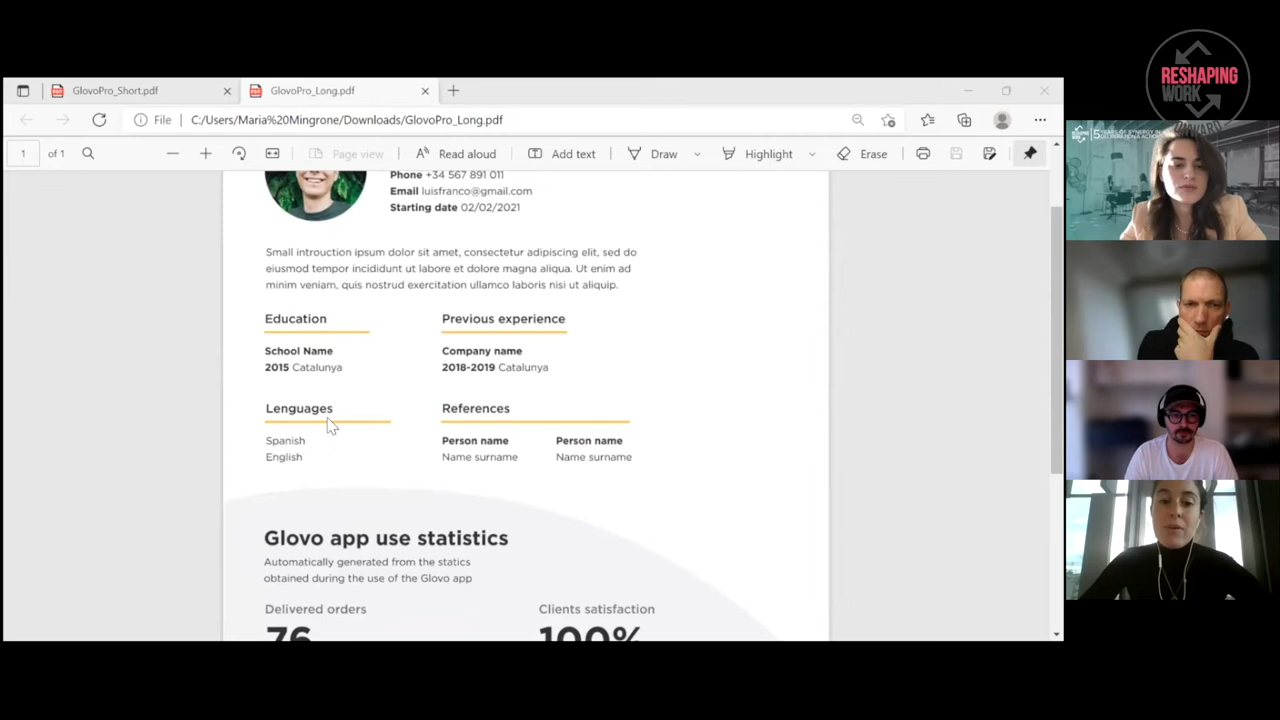 RESHAPING
WORK
GlovoPro_Short.pdf
GlovoPro_Long.pdf
File
C:/Users/Maria%20Mingrone/Downloads/GlovoPro_Long.pdf
1 of 1
Page view
Read aloud
Add text
Draw
Highlight
Erase
Phone +34 567 891 011
Email luisfranco@gmail.com
Starting date 02/02/2021
Small introuction ipsum dolor sit amet, consectetur adipiscing elit, sed do
eiusmod tempor incididunt ut labore et dolore magna aliqua. Ut enim ad
minim veniam, quis nostrud exercitation ullamco laboris nisi ut aliquip.
Education
School Name
2015 Catalunya
Previous experience
Company name
2018-2019 Catalunya
Lenguages
Spanish
English
References
Person name Person name
Name surname Name surname
Glovo app use statistics
Automatically generated from the statics
obtained during the use of the Glovo app
Delivered orders
76
Clients satisfaction
100%